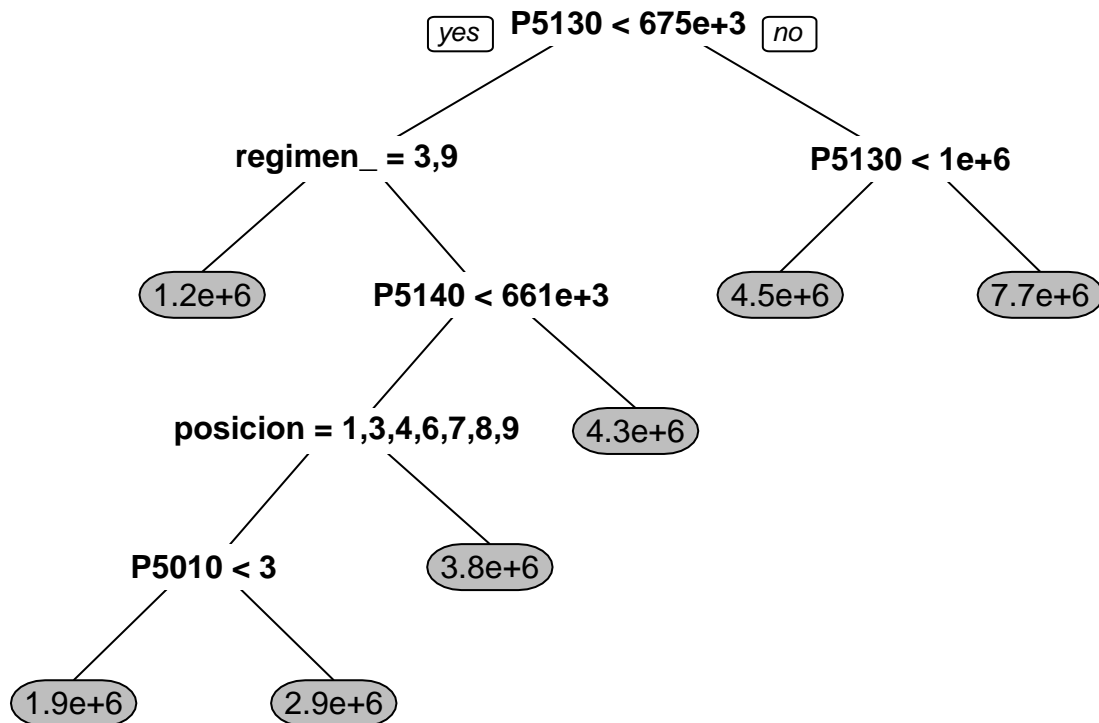 yes P5130 < 675e+3 no
regimen_ = 3,9 P5130 < 1e+6
1.2e+6 P5140 < 661e+3 4.5e+6 7.7e+6
posicion = 1,3,4,6,7,8,9 4.3e+6
P5010 < 3 3.8e+6
1.9e+6 2.9e+6